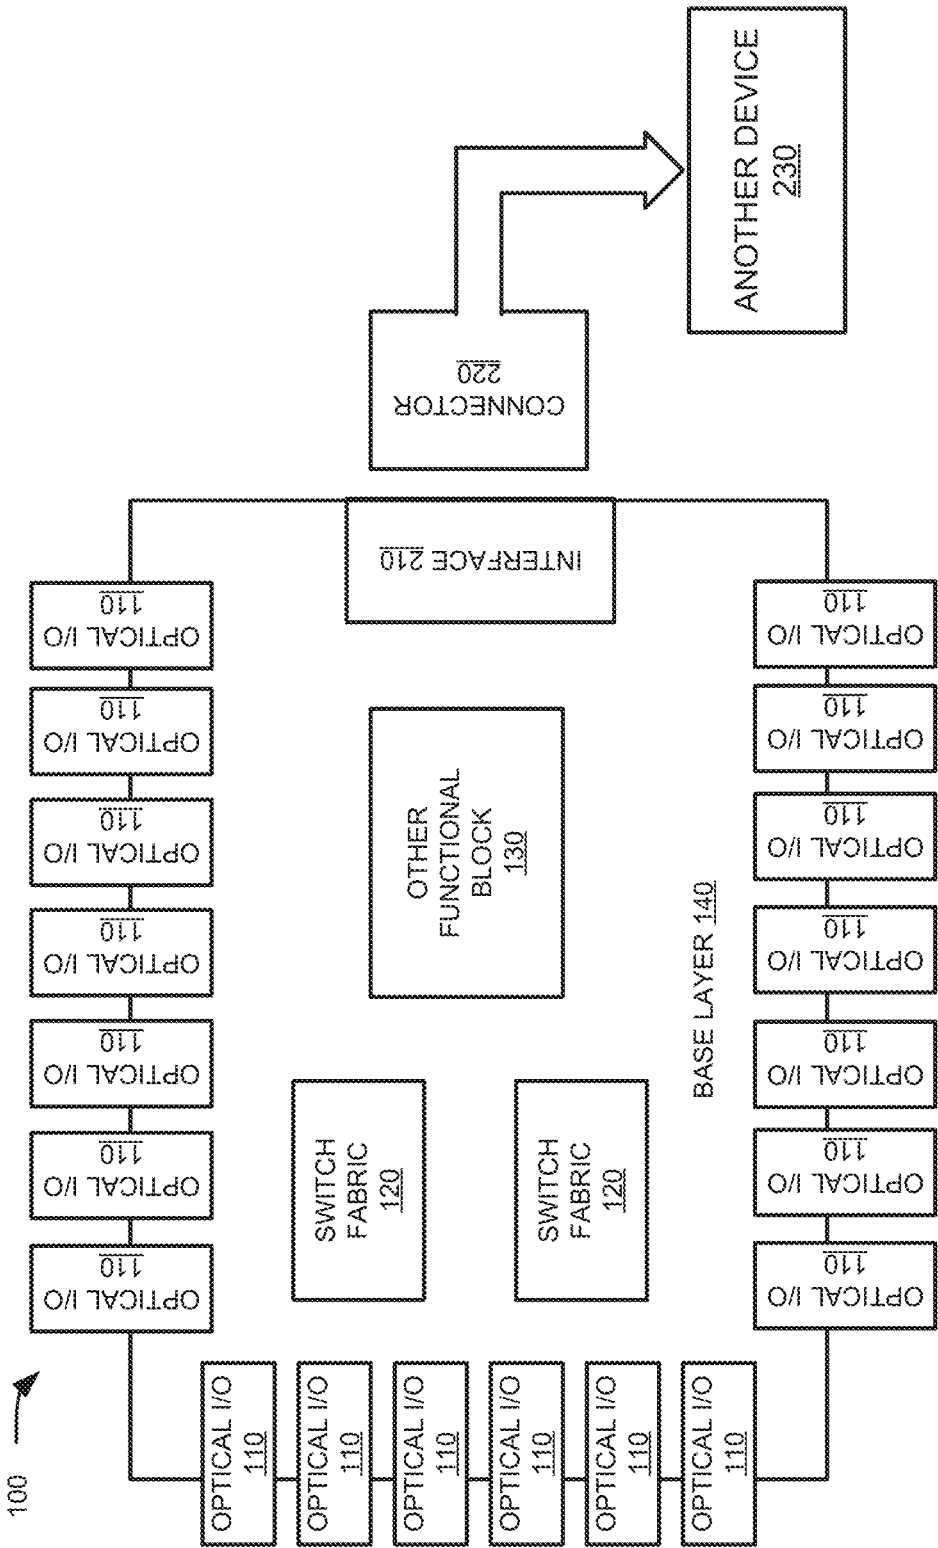 100
OPTICAL I/O
110
OPTICAL I/O
110
OPTICAL I/O
110
OPTICAL I/O
110
OPTICAL I/O
110
OPTICAL I/O
110
OPTICAL I/O
110
OPTICAL I/O
110
OPTICAL I/O
110
OPTICAL I/O
110
OPTICAL I/O
110
OPTICAL I/O
110
OPTICAL I/O
110
SWITCH
FABRIC
120
SWITCH
FABRIC
120
OTHER
FUNCTIONAL
BLOCK
130
BASE LAYER 140
INTERFACE 210
CONNECTOR
220
ANOTHER DEVICE
230
OPTICAL I/O
110
OPTICAL I/O
110
OPTICAL I/O
110
OPTICAL I/O
110
OPTICAL I/O
110
OPTICAL I/O
110
OPTICAL I/O
110